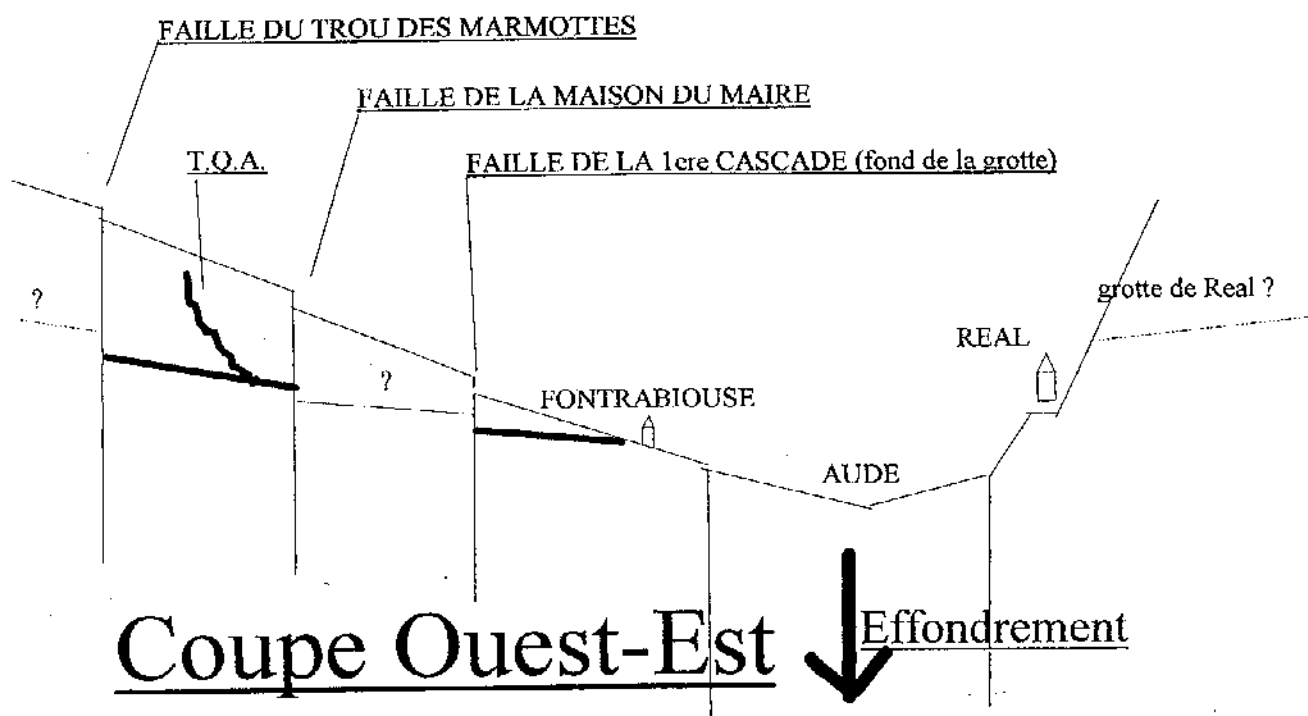 FAILLE DU TROU DES MARMOTTES
FAILLE DE LA MAISON DU MAIRE
T.Q.A.
FAILLE DE LA 1ere CASCADE (fond de la grotte)
?
grotte de Real ?
REAL
?
FONTRABIOUSE
AUDE
Coupe Ouest-Est
Effondrement